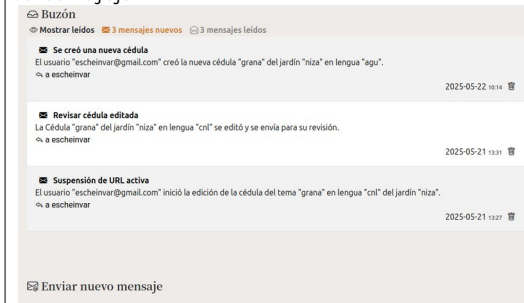 Buzón
Mostrar leídos 3 mensajes nuevos 3 mensajes leído
Se creó una nueva cédula
El usuario "escheinvar@gmail.com" creó la nueva cédula "grana" del jardín "niza" en lengua "agu".
a escheinvar
2025-05-22 10:14
Revisar cédula editada
La Cédula "grana" del jardín "niza" en lengua "cnl" se editó y se envía para su revisión.
a escheinvar
2025-05-21 13:31
Suspensión de URL activa
El usuario "escheinvar@gmail.com" inició la edición de la cédula del tema "grana" en lengua "cnl" del jardín "niza".
a escheinvar
2025-05-21 13:27
Enviar nuevo mensaje